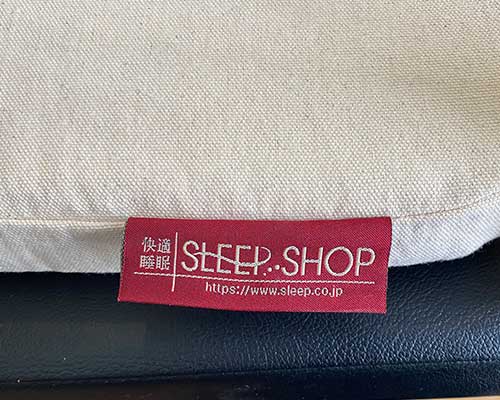 快適
睡眠
SLEEP SHOP
https://www.sleep.co.jp